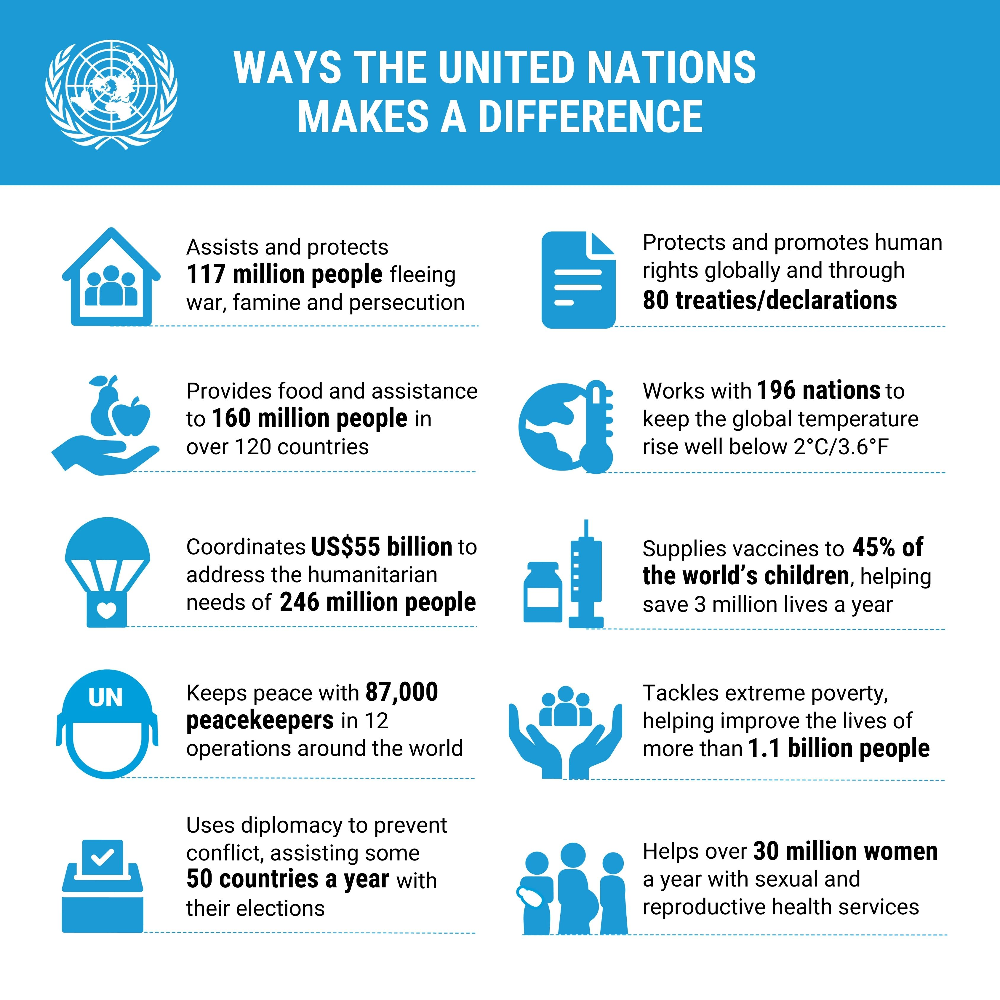 WAYS THE UNITED NATIONS
MAKES A DIFFERENCE
Assists and protects
117 million people fleeing
war, famine and persecution
Provides food and assistance
to 160 million people in
over 120 countries
Coordinates US$55 billion to
address the humanitarian
needs of 246 million people
UN
Keeps peace with 87,000
peacekeepers in 12
operations around the world
Uses diplomacy to prevent
conflict, assisting some
50 countries a year with
their elections
Protects and promotes human
rights globally and through
80 treaties/declarations
Works with 196 nations to
keep the global temperature
rise well below 2°C/3.6°F
Supplies vaccines to 45% of
the world’s children, helping
save 3 million lives a year
Tackles extreme poverty,
helping improve the lives of
more than 1.1 billion people
Helps over 30 million women
a year with sexual and
reproductive health services